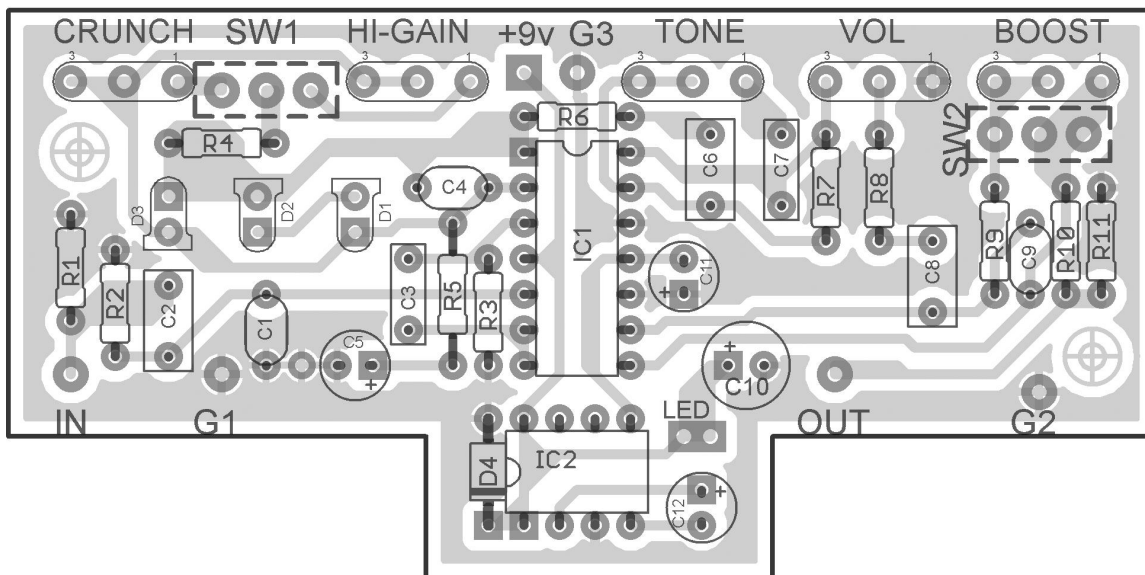 CRUNCH SW1 HI-GAIN +9v G3 TONE VOL BOOST
3 1 3 1 3 1 3 1 3 1
R6
R4 C6 C7 SW2
D3 D2 D1 C4 R7 R8
R1 R2 C2 C1 C3 R5 R3 IC1 C11 + C8 R9 C9 R10 R11
C5 + + C10
IN G1 LED OUT G2
D4 IC2
C12 +